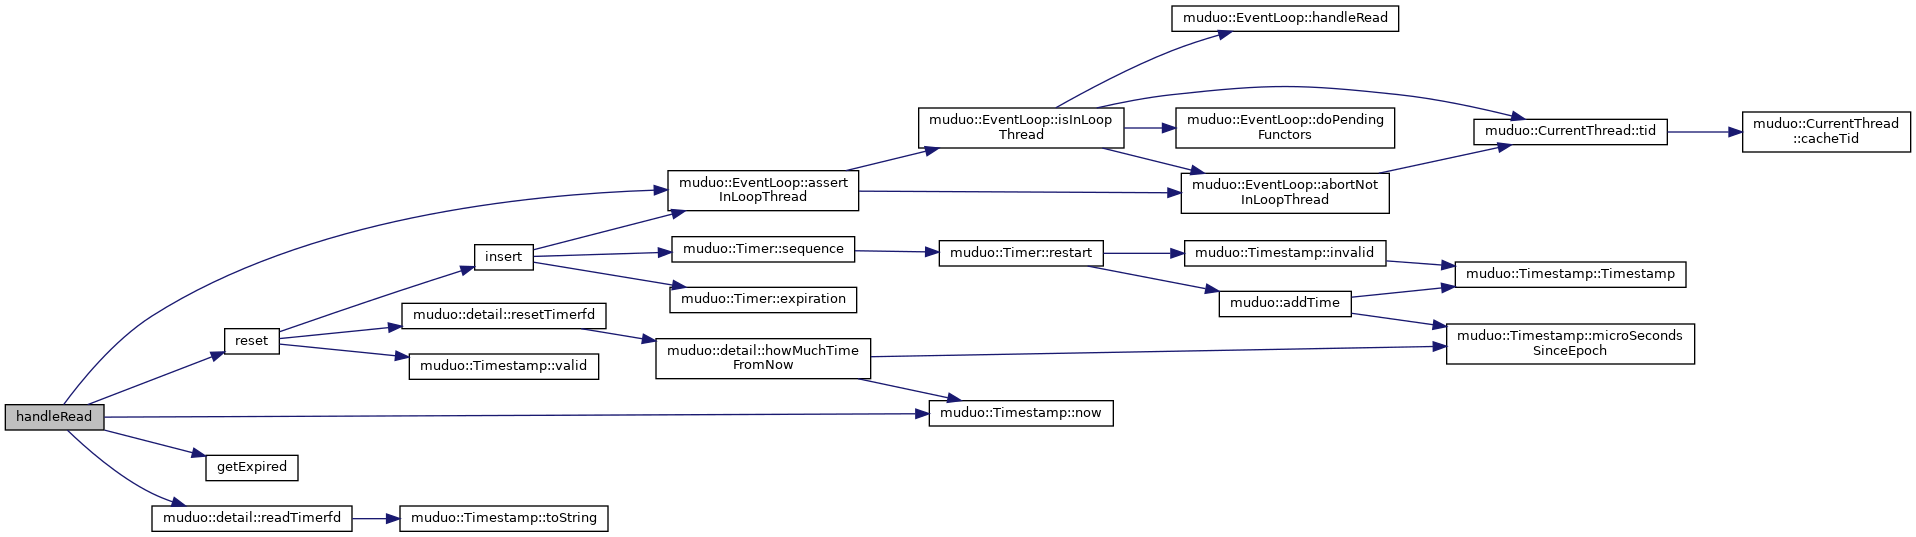 muduo::EventLoop::handleRead
muduo::EventLoop::isInLoop
Thread
muduo::EventLoop::doPending
Functors
muduo::CurrentThread::tid
muduo::CurrentThread
::cacheTid
muduo::EventLoop::assert
InLoopThread
muduo::EventLoop::abortNot
InLoopThread
insert
muduo::Timer::sequence
muduo::Timer::restart
muduo::Timestamp::invalid
muduo::Timestamp::Timestamp
muduo::Timer::expiration
muduo::addTime
reset
muduo::detail::resetTimerfd
muduo::detail::howMuchTime
FromNow
muduo::Timestamp::microSeconds
SinceEpoch
muduo::Timestamp::valid
handleRead
muduo::Timestamp::now
getExpired
muduo::detail::readTimerfd
muduo::Timestamp::toString